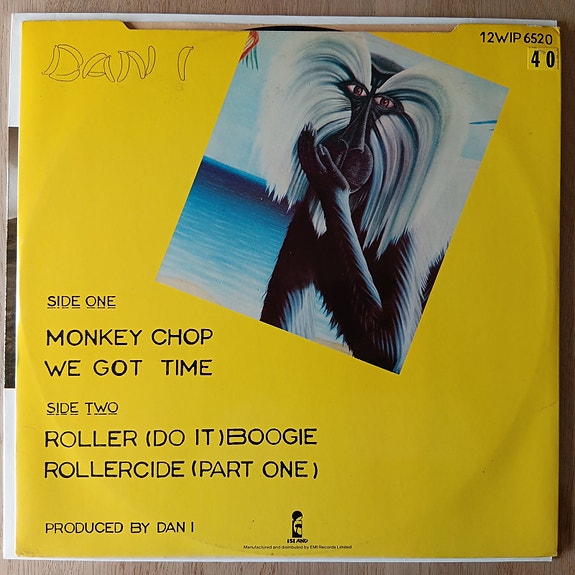 DAN I
12WIP 6520
40
SIDE ONE
MONKEY CHOP
WE GOT TIME
SIDE TWO
ROLLER (DO IT) BOOGIE
ROLLERCIDE (PART ONE)
PRODUCED BY DAN I
ISLAND
Manufactured and distributed by EMI Records Limited